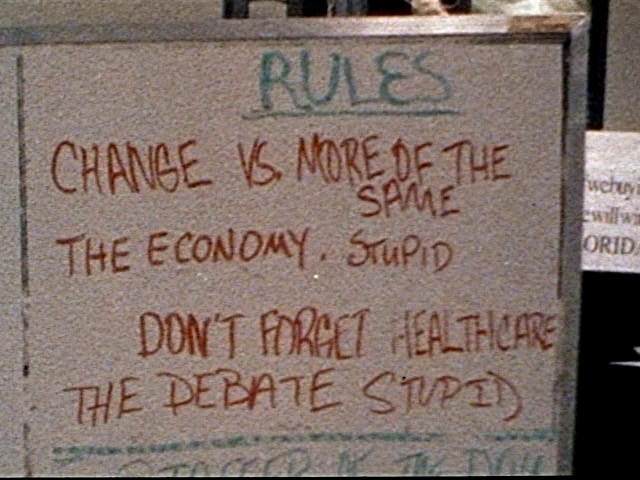 RULES
CHANGE VS. MORE OF THE
SAME
THE ECONOMY. STUPID
DON'T FORGET HEALTHCARE
THE DEBATE STUPID